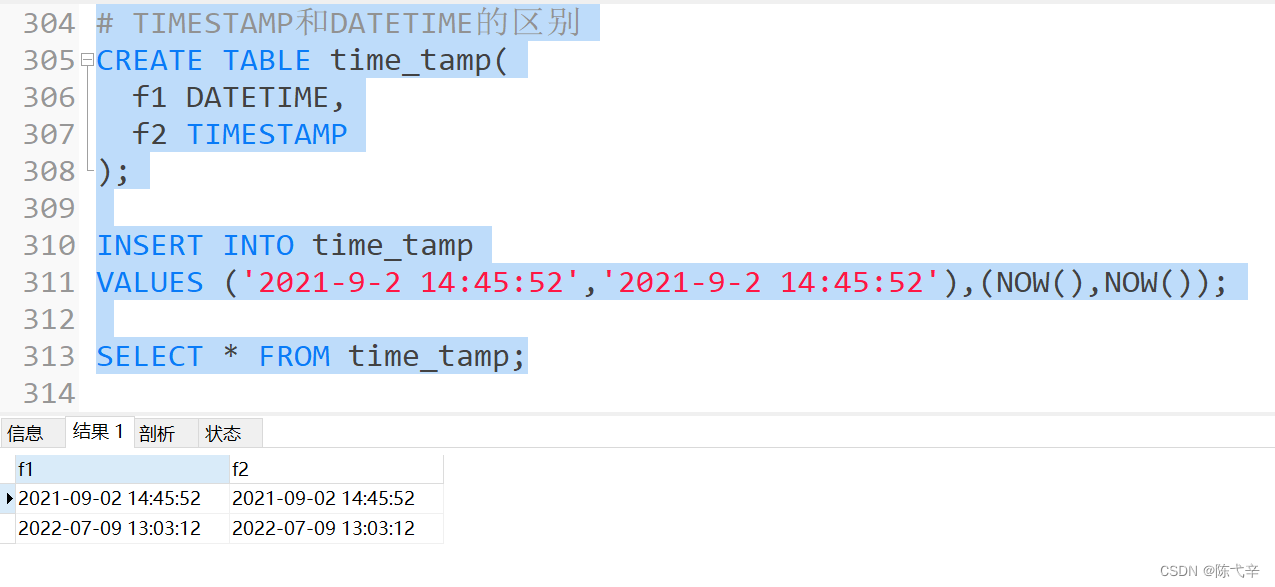 304 # TIMESTAMP和DATETIME的区别
305 CREATE TABLE time_tamp(
306 f1 DATETIME,
307 f2 TIMESTAMP
308 );
309
310 INSERT INTO time_tamp
311 VALUES ('2021-9-2 14:45:52','2021-9-2 14:45:52'),(NOW(),NOW());
312
313 SELECT * FROM time_tamp;
314
信息 结果 1 剖析 状态
f1 f2
2021-09-02 14:45:52 2021-09-02 14:45:52
2022-07-09 13:03:12 2022-07-09 13:03:12
CSDN @陈弋辛